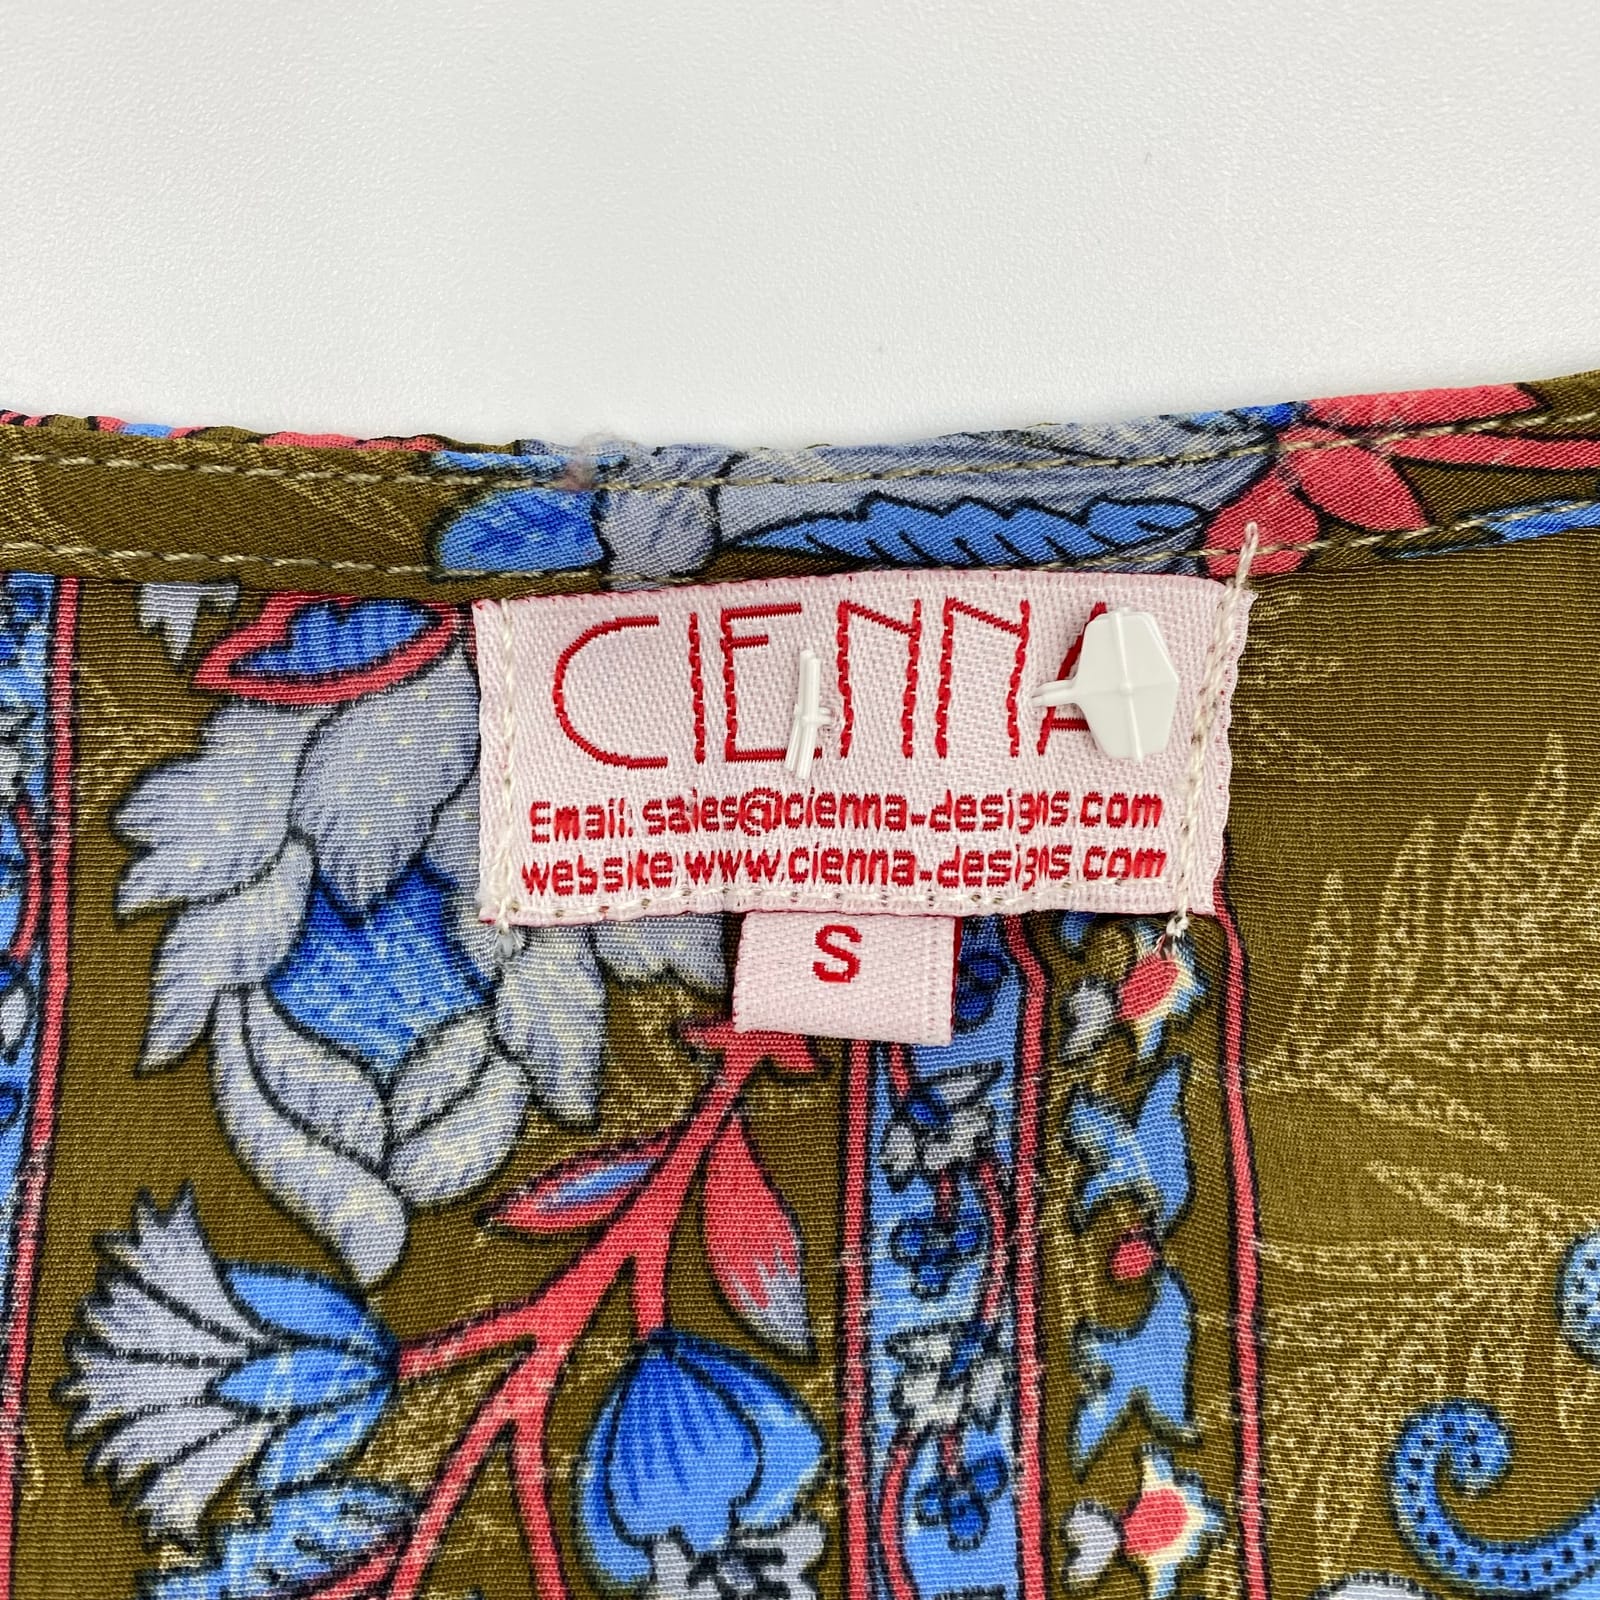 CIENNA
Email: sales@cienna-designs.com
website www.cienna-designs.com
S